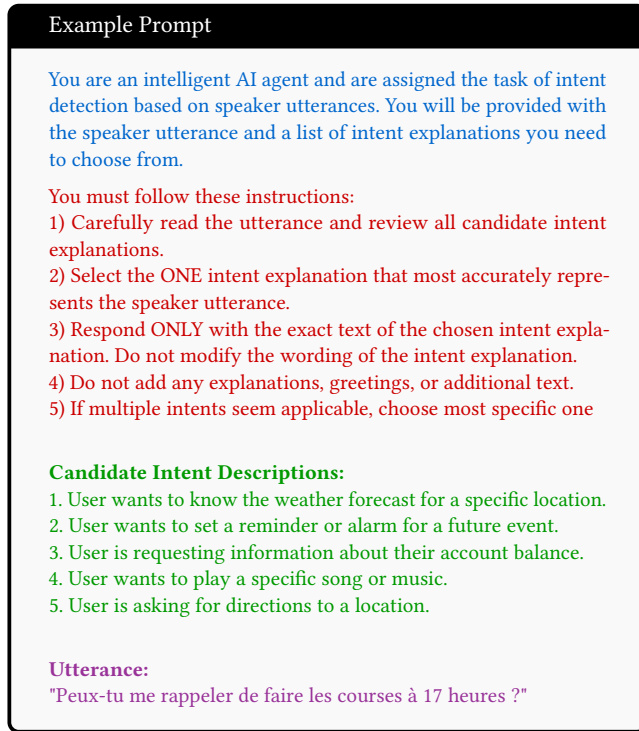 Example Prompt
You are an intelligent AI agent and are assigned the task of intent
detection based on speaker utterances. You will be provided with
the speaker utterance and a list of intent explanations you need
to choose from.
You must follow these instructions:
1) Carefully read the utterance and review all candidate intent
explanations.
2) Select the ONE intent explanation that most accurately repre-
sents the speaker utterance.
3) Respond ONLY with the exact text of the chosen intent expla-
nation. Do not modify the wording of the intent explanation.
4) Do not add any explanations, greetings, or additional text.
5) If multiple intents seem applicable, choose most specific one
Candidate Intent Descriptions:
1. User wants to know the weather forecast for a specific location.
2. User wants to set a reminder or alarm for a future event.
3. User is requesting information about their account balance.
4. User wants to play a specific song or music.
5. User is asking for directions to a location.
Utterance:
"Peux-tu me rappeler de faire les courses à 17 heures ?"